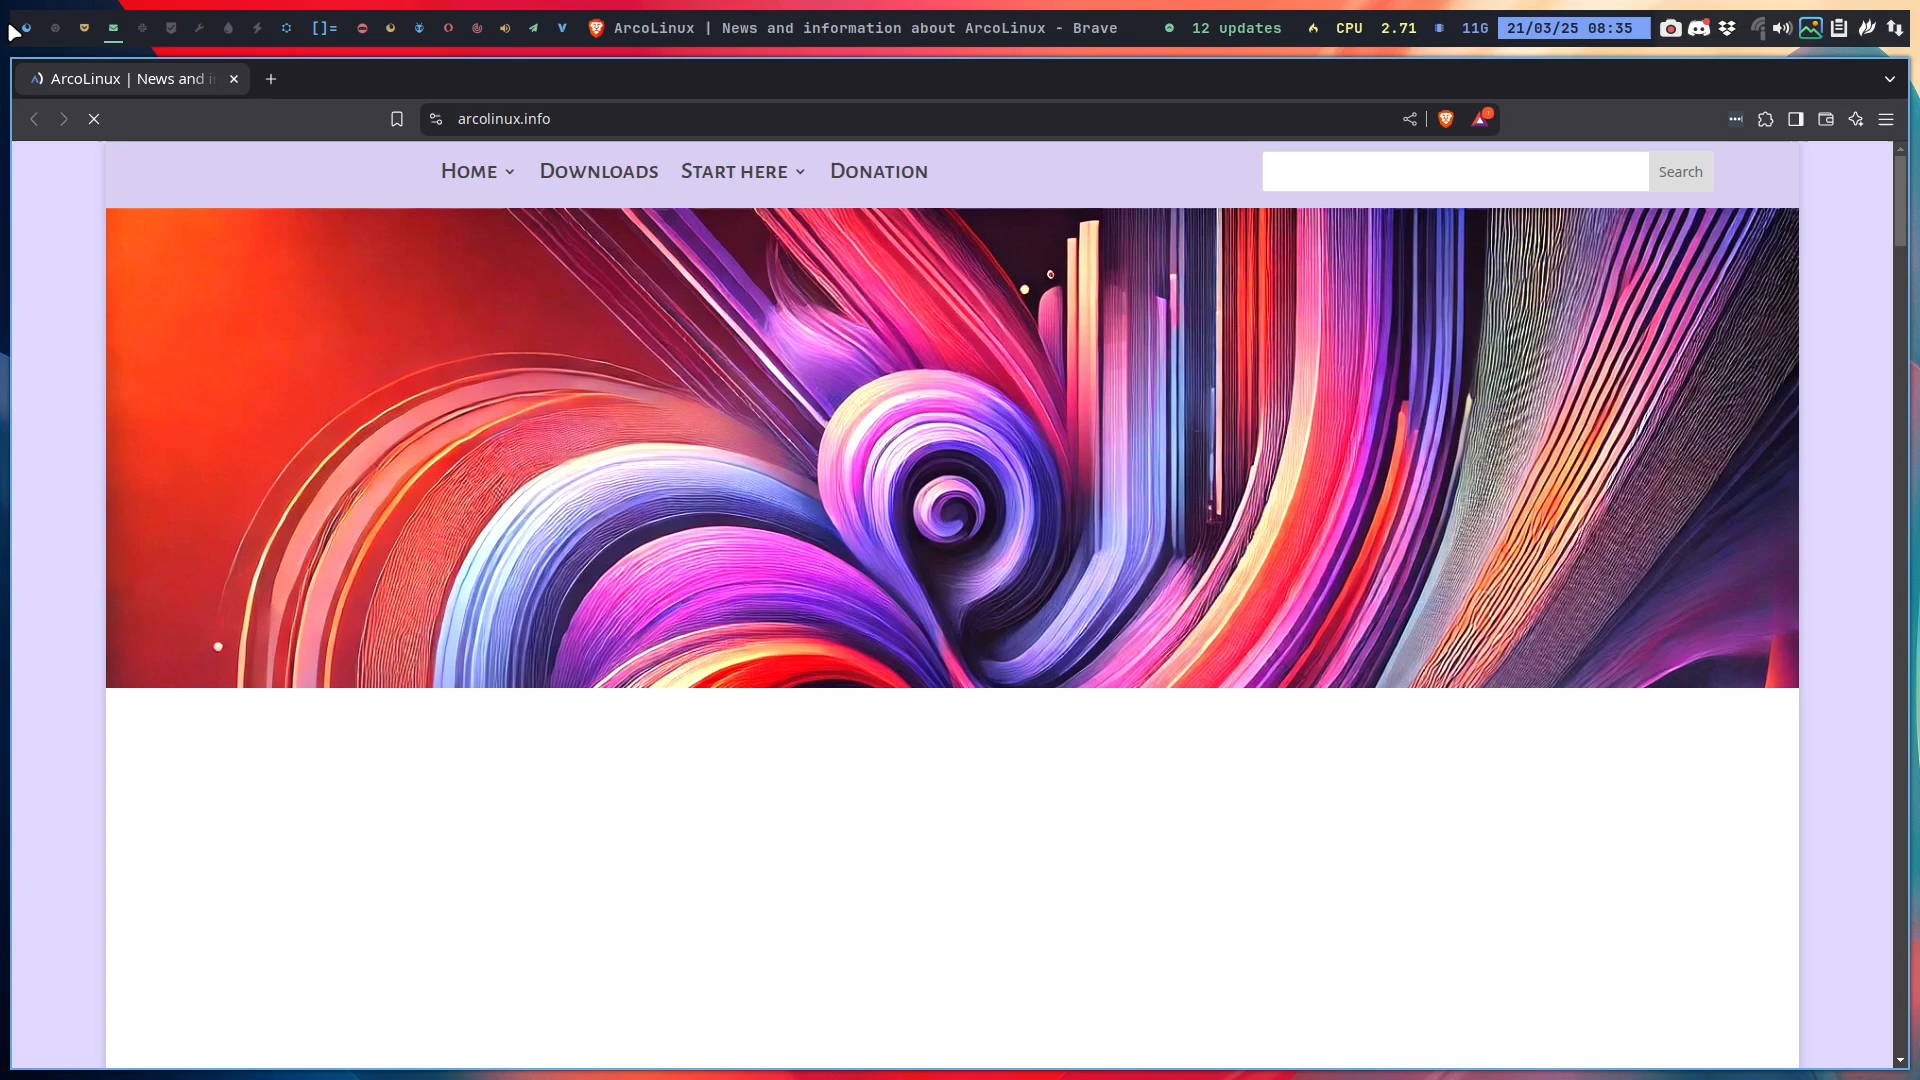 []= ArcoLinux | News and information about ArcoLinux - Brave 12 updates CPU 2.71 11G 21/03/25 08:35
ArcoLinux | News and i
arcolinux.info
Home Downloads Start here Donation Search